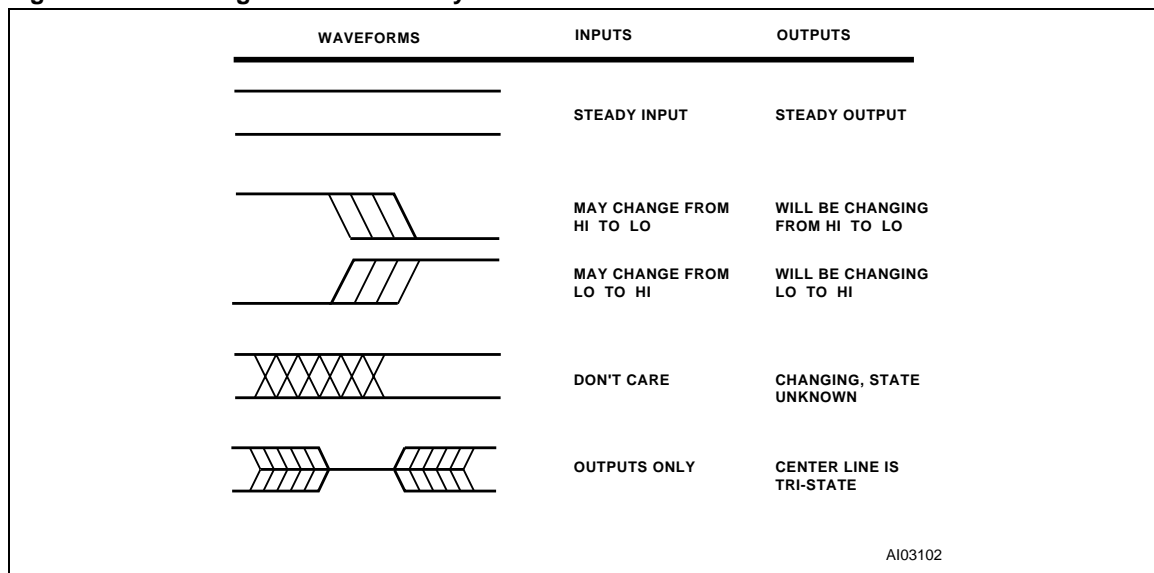 WAVEFORMS INPUTS OUTPUTS
STEADY INPUT STEADY OUTPUT
MAY CHANGE FROM HI TO LO WILL BE CHANGING FROM HI TO LO
MAY CHANGE FROM LO TO HI WILL BE CHANGING LO TO HI
DON'T CARE CHANGING, STATE UNKNOWN
OUTPUTS ONLY CENTER LINE IS TRI-STATE
AI03102